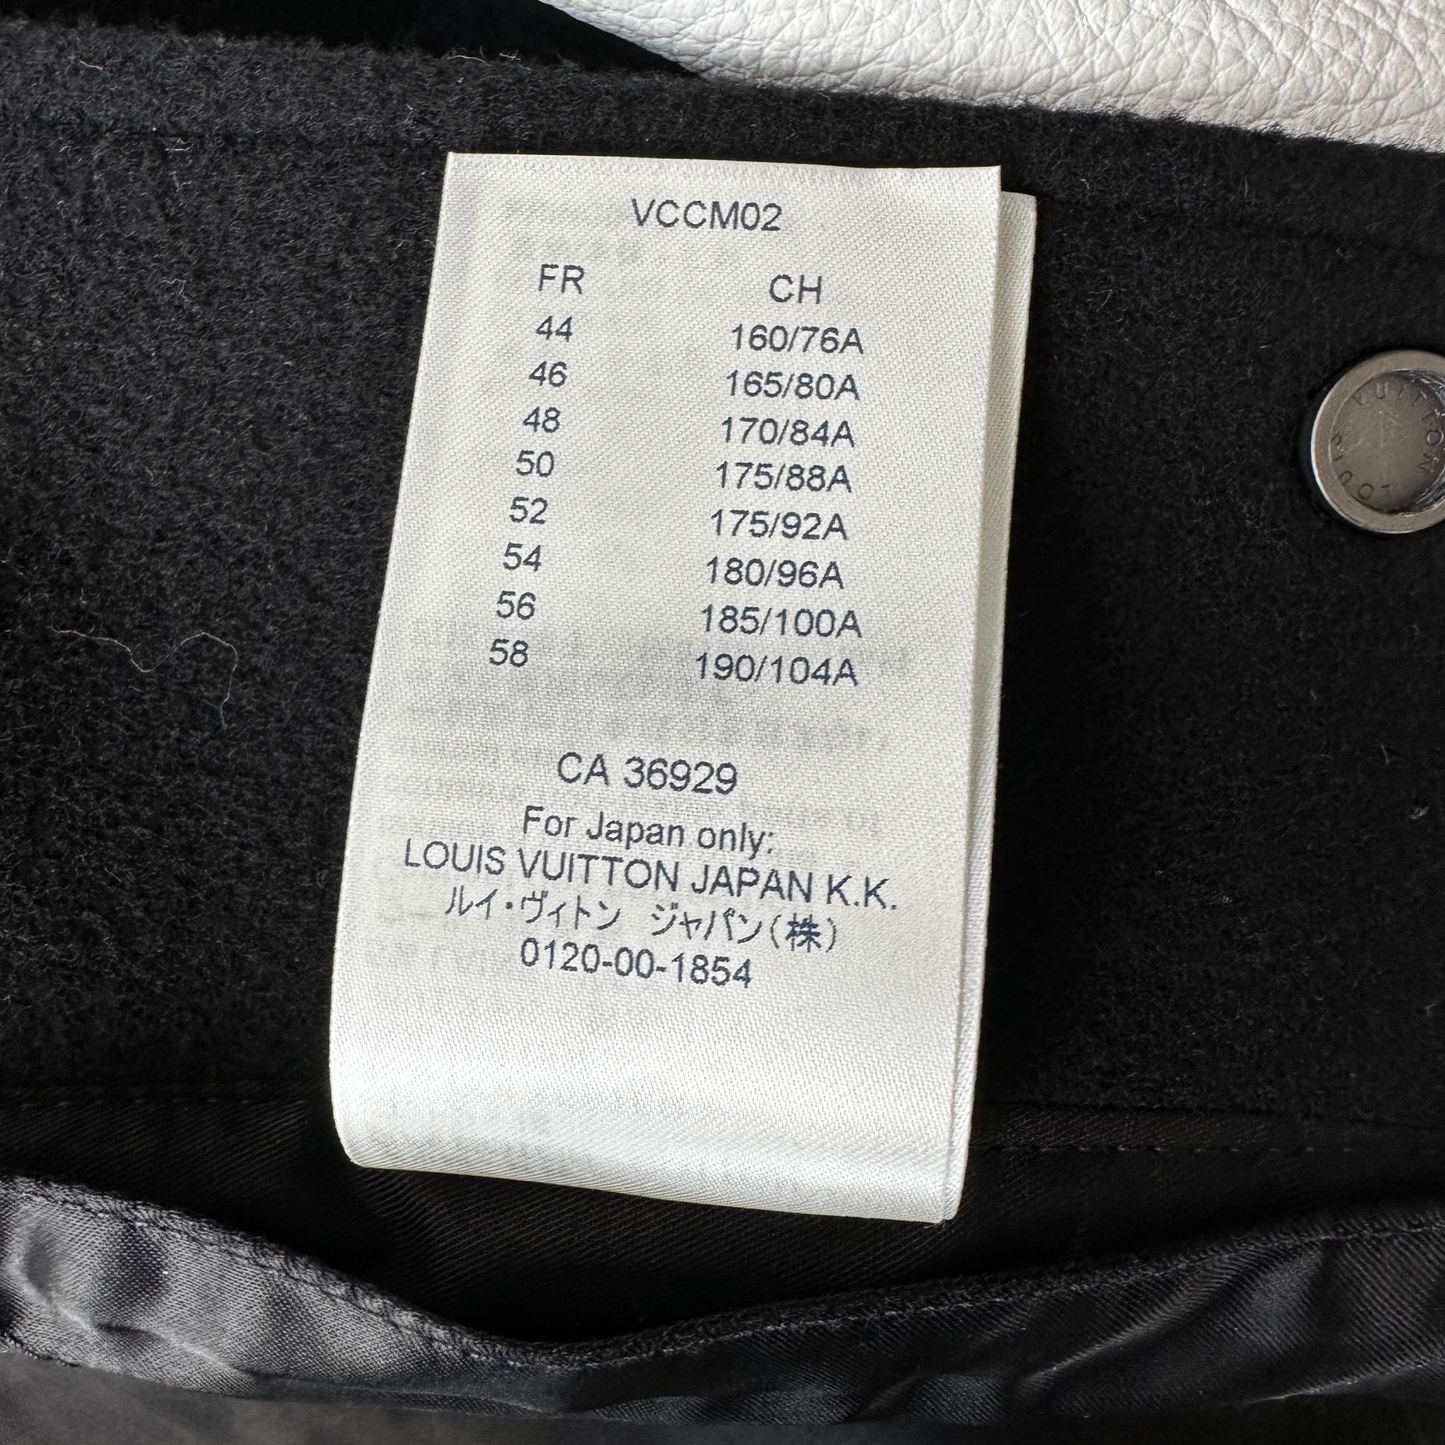 VCCM02
FR CH
44 160/76A
46 165/80A
48 170/84A
50 175/88A
52 175/92A
54 180/96A
56 185/100A
58 190/104A
CA 36929
For Japan only:
LOUIS VUITTON JAPAN K.K.
ルイ・ヴィトン ジャパン(株)
0120-00-1854
LOUIS VUITTON